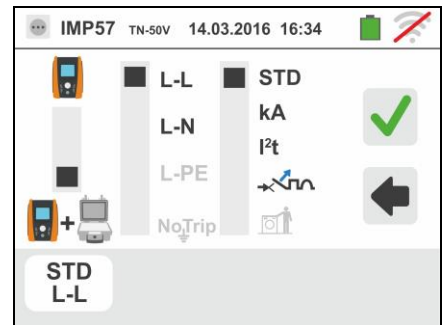 IMP57 TN-50V 14.03.2016 16:34
L-L STD
L-N kA
I²t
L-PE
NoTrip
STD
L-L